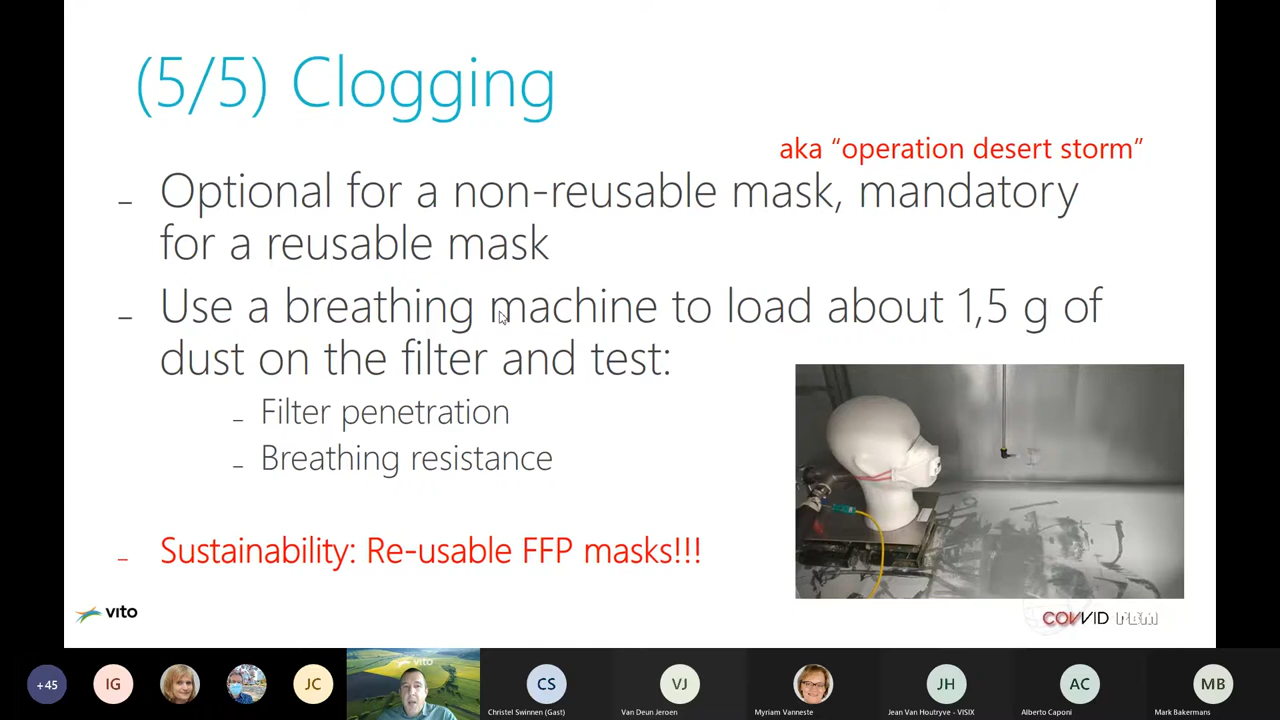 (5/5) Clogging
aka “operation desert storm”
– Optional for a non-reusable mask, mandatory
for a reusable mask
– Use a breathing machine to load about 1,5 g of
dust on the filter and test:
– Filter penetration
– Breathing resistance
– Sustainability: Re-usable FFP masks!!!
vito
COVVID PBM
+45
IG
JC
vito
CS
Christel Swinnen (Gast)
VJ
Van Deun Jeroen
Myriam Vanneste
JH
Jean Van Houtryve - VISIX
AC
Alberto Caponi
MB
Mark Bakermans